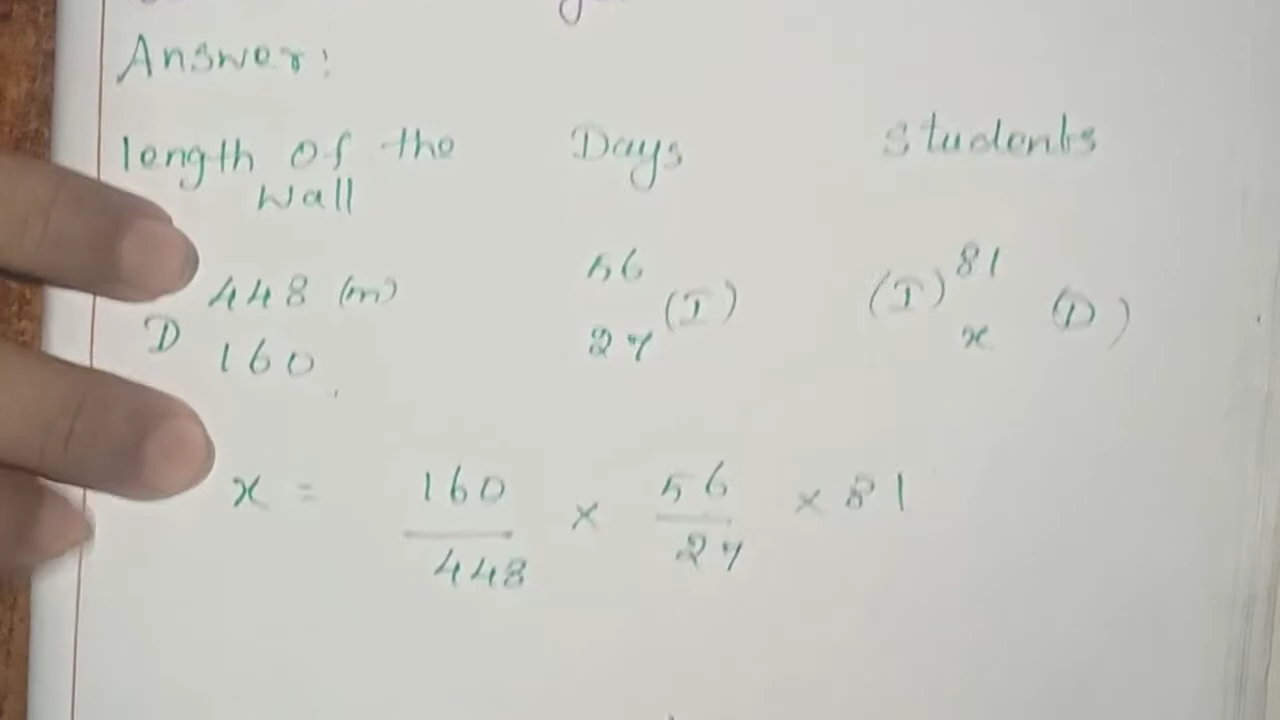 Answer:
length of the Days Students
Wall
448 (m) 56 (I) (I) 81 (D)
D 160 27 x
x = 160/448 × 56/27 × 81